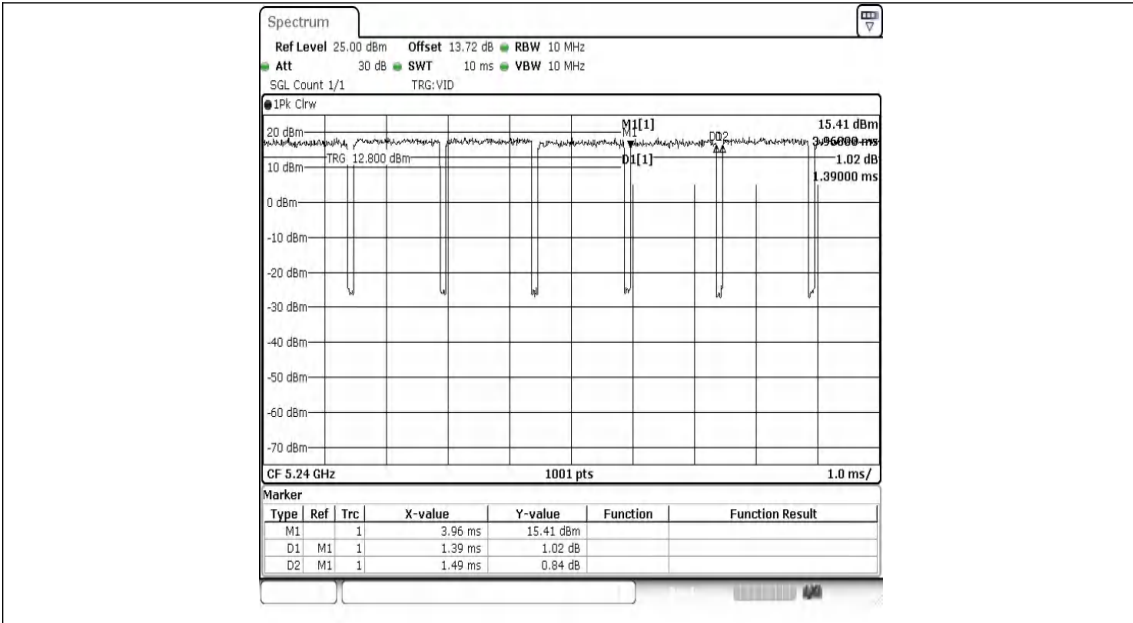 Spectrum
Ref Level 25.00 dBm Offset 13.72 dB RBW 10 MHz
Att 30 dB SWT 10 ms VBW 10 MHz
SGL Count 1/1 TRG:VID
1Pk Clrw
M1[1] 15.41 dBm
3.96000 ms
D1[1] 1.02 dB
1.39000 ms
M1
D2
20 dBm
TRG 12.800 dBm
10 dBm
0 dBm
-10 dBm
-20 dBm
-30 dBm
-40 dBm
-50 dBm
-60 dBm
-70 dBm
CF 5.24 GHz 1001 pts 1.0 ms/
Marker
Type Ref Trc X-value Y-value Function Function Result
M1 1 3.96 ms 15.41 dBm
D1 M1 1 1.39 ms 1.02 dB
D2 M1 1 1.49 ms 0.84 dB